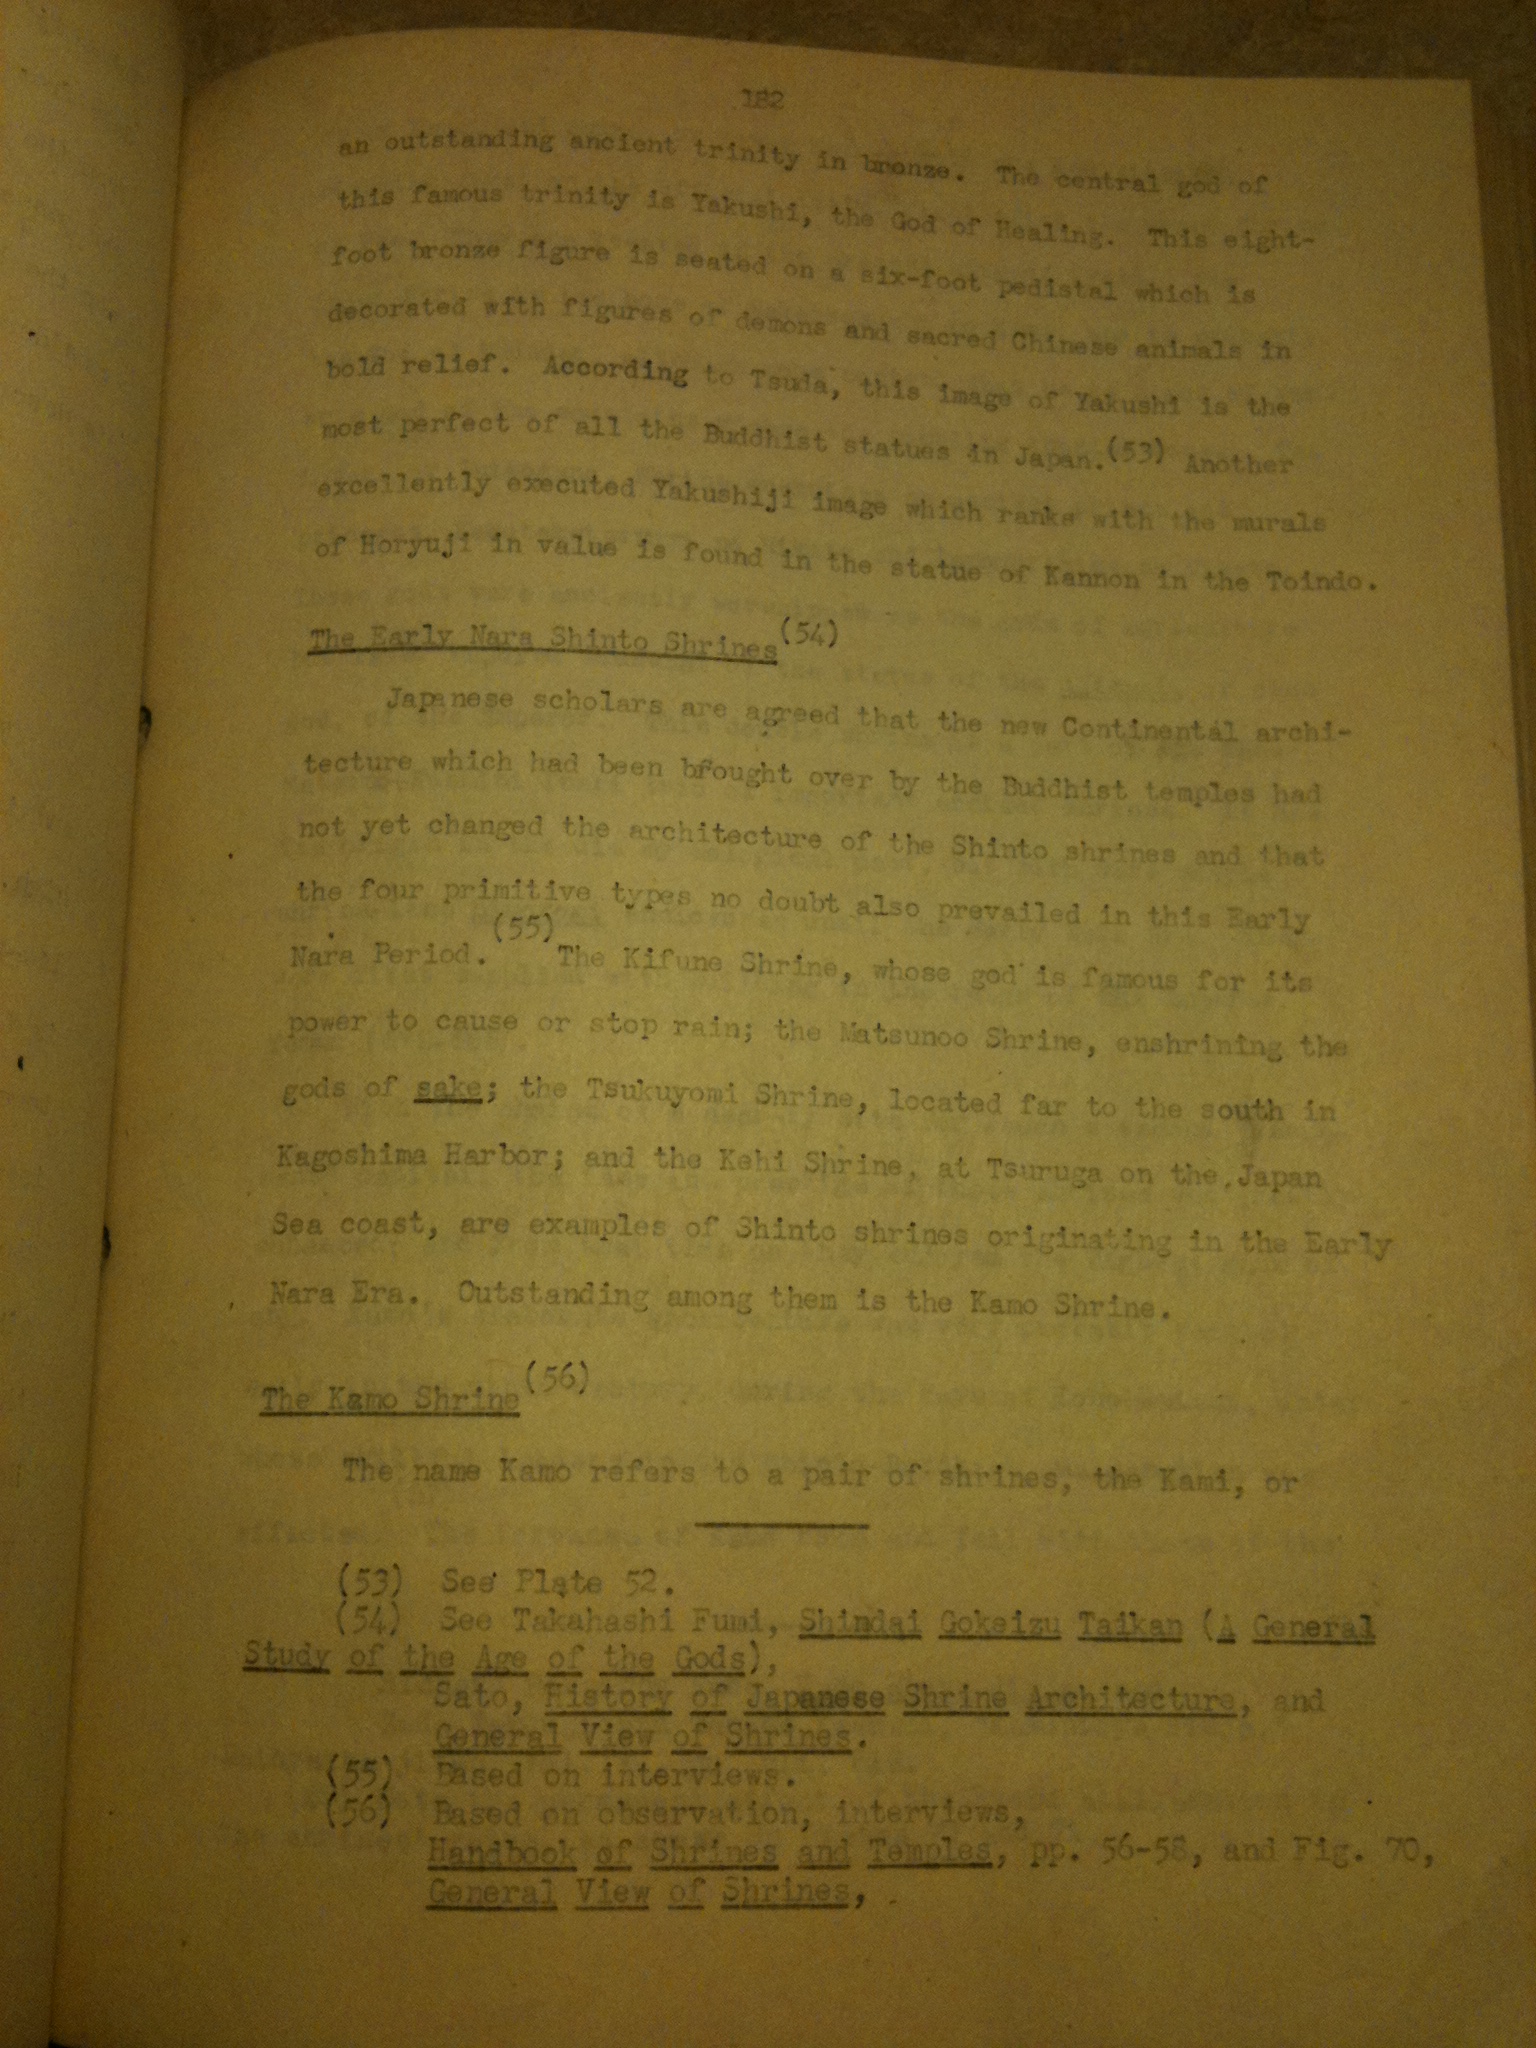 182
an outstanding ancient trinity in bronze. The central god of
this famous trinity is Yakushi, the God of Healing. This eight-
foot bronze figure is seated on a six-foot pedistal which is
decorated with figures of demons and sacred Chinese animals in
bold relief. According to Tsuda, this image of Yakushi is the
most perfect of all the Buddhist statues in Japan.(53) Another
excellently executed Yakushiji image which ranks with the murals
of Horyuji in value is found in the statue of Kannon in the Toindo.
The Early Nara Shinto Shrines(54)
Japanese scholars are agreed that the new Continental archi-
tecture which had been brought over by the Buddhist temples had
not yet changed the architecture of the Shinto shrines and that
the four primitive types no doubt also prevailed in this Early
Nara Period.(55) The Kifune Shrine, whose god is famous for its
power to cause or stop rain; the Matsunoo Shrine, enshrining the
gods of sake; the Tsukuyomi Shrine, located far to the south in
Kagoshima Harbor; and the Kehi Shrine, at Tsuruga on the Japan
Sea coast, are examples of Shinto shrines originating in the Early
Nara Era. Outstanding among them is the Kamo Shrine.
The Kamo Shrine(56)
The name Kamo refers to a pair of shrines, the Kami, or
(53) See Plate 52.
(54) See Takahashi Fumi, Shindai Gokeizu Taikan (A General
Study of the Age of the Gods),
Sato, History of Japanese Shrine Architecture, and
General View of Shrines.
(55) Based on interviews.
(56) Based on observation, interviews,
Handbook of Shrines and Temples, pp. 56-58, and Fig. 70,
General View of Shrines,